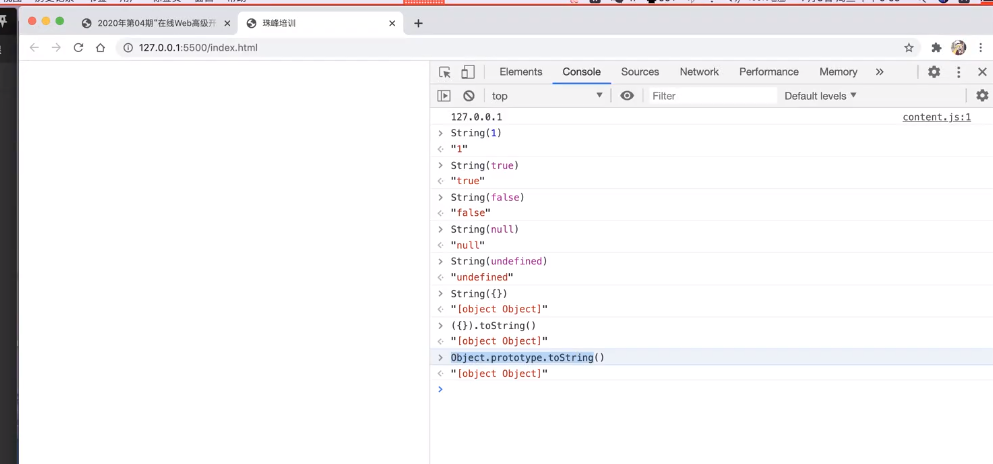 2020年第04期"在线Web高级开
珠峰培训
127.0.0.1:5500/index.html
Elements Console Sources Network Performance Memory
top Filter Default levels
127.0.0.1 content.js:1
String(1)
"1"
String(true)
"true"
String(false)
"false"
String(null)
"null"
String(undefined)
"undefined"
String({})
"[object Object]"
({}).toString()
"[object Object]"
Object.prototype.toString()
"[object Object]"